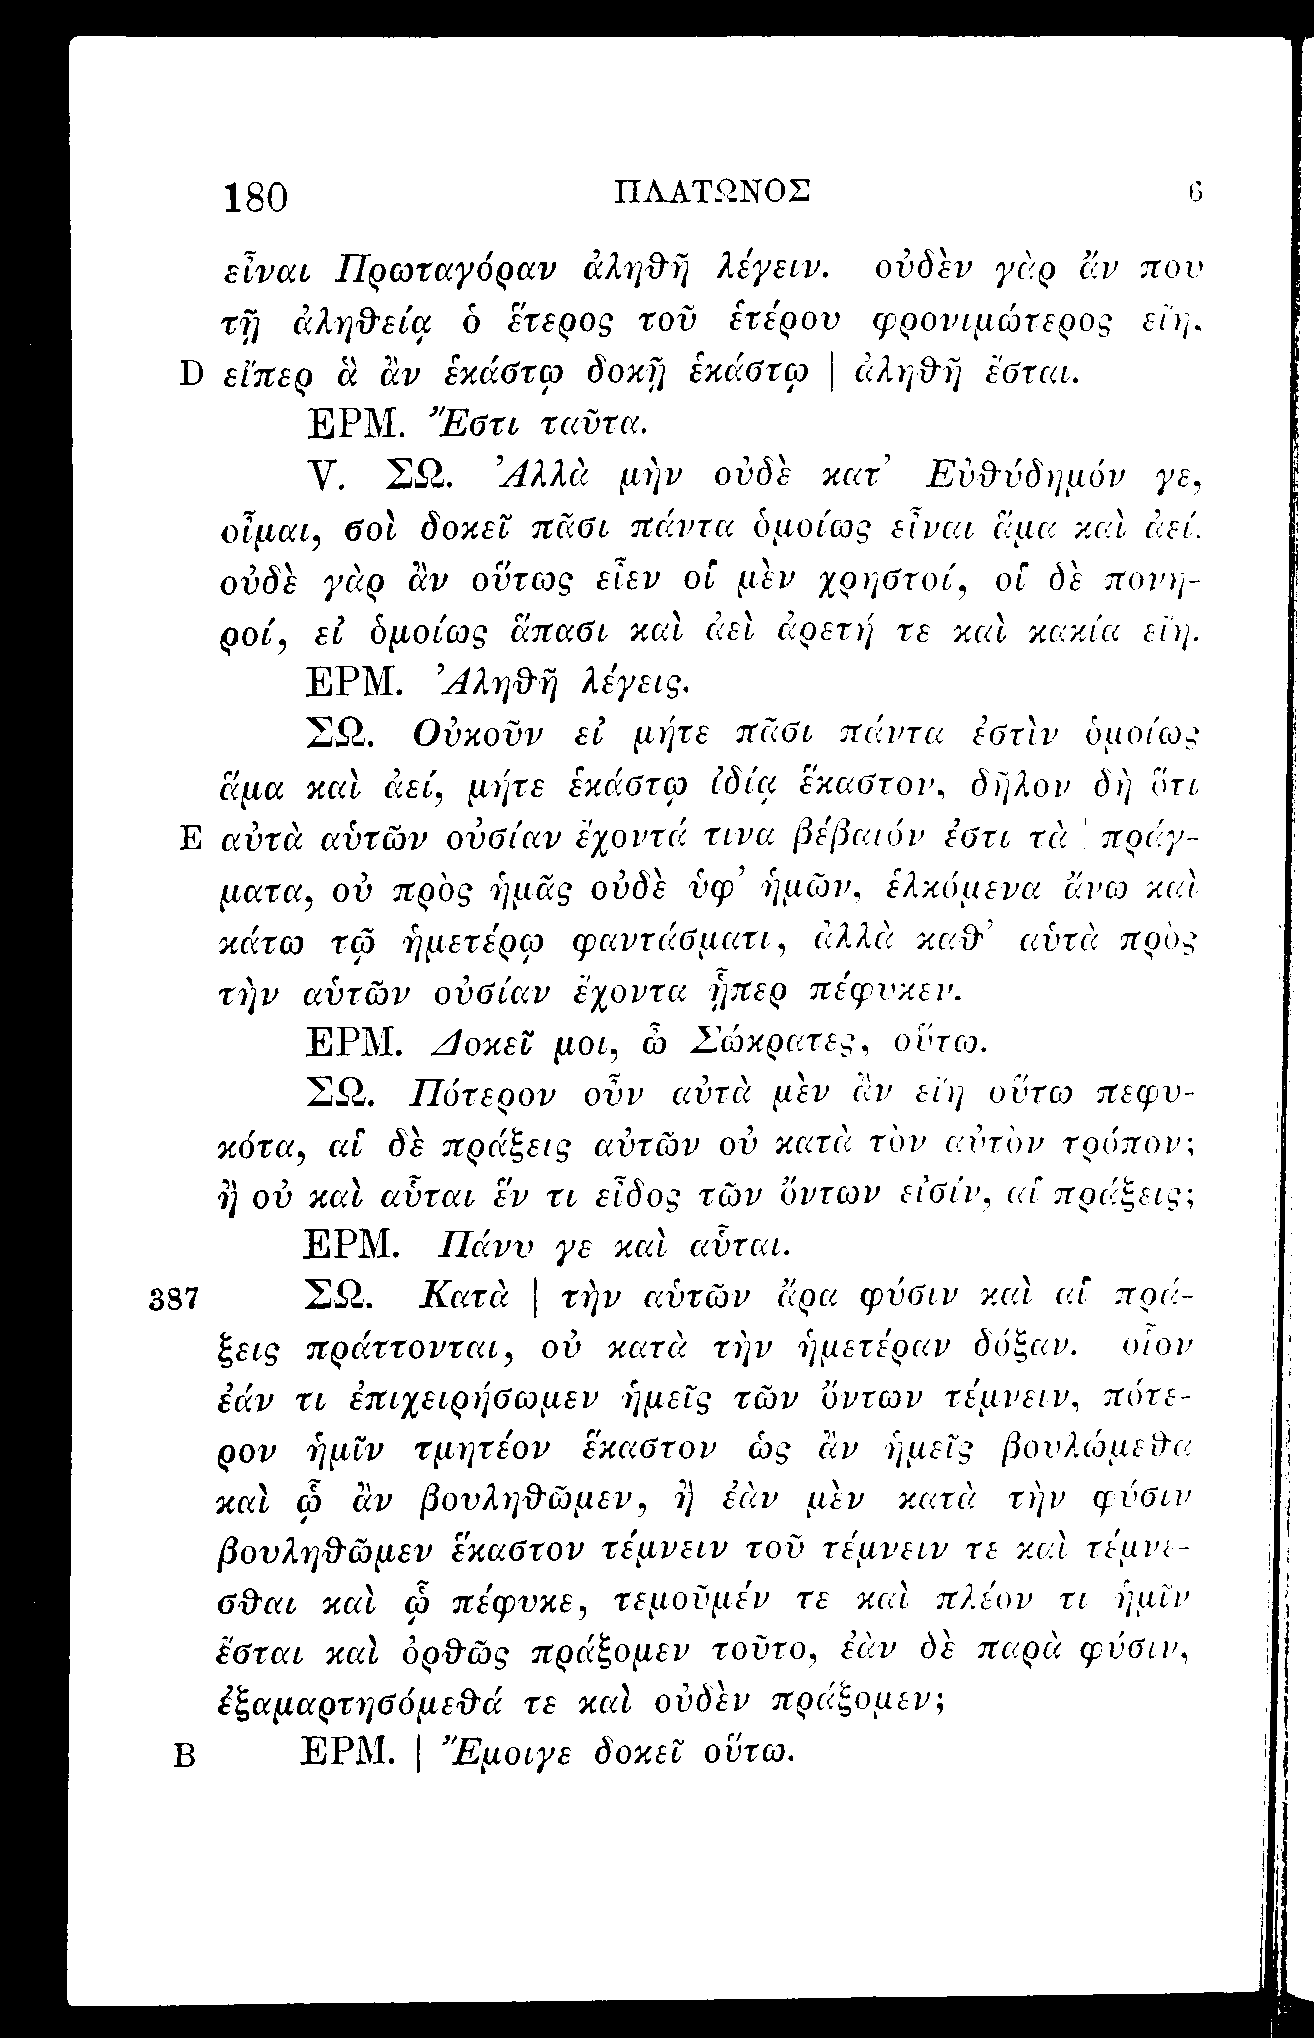 180 ΠΛΑΤΩΝΟΣ 6
εἶναι Πρωταγόραν ἀληθῆ λέγειν. οὐδὲν γὰρ ἄν που
τῇ ἀληθείᾳ ὁ ἕτερος τοῦ ἑτέρου φρονιμώτερος εἴη.
D εἴπερ ἃ ἂν ἑκάστῳ δοκῇ ἑκάστῳ | ἀληθῆ ἔσται.
ΕΡΜ. Ἔστι ταῦτα.
V. ΣΩ. Ἀλλὰ μὴν οὐδὲ κατ᾽ Εὐθύδημόν γε,
οἶμαι, σοὶ δοκεῖ πᾶσι πάντα ὁμοίως εἶναι ἅμα καὶ ἀεί.
οὐδὲ γὰρ ἂν οὕτως εἶεν οἱ μὲν χρηστοί, οἱ δὲ πονη-
ροί, εἰ ὁμοίως ἅπασι καὶ ἀεὶ ἀρετή τε καὶ κακία εἴη.
ΕΡΜ. Ἀληθῆ λέγεις.
ΣΩ. Οὐκοῦν εἰ μήτε πᾶσι πάντα ἐστὶν ὁμοίως
ἅμα καὶ ἀεί, μήτε ἑκάστῳ ἰδίᾳ ἕκαστον, δῆλον δὴ ὅτι
E αὐτὰ αὑτῶν οὐσίαν ἔχοντά τινα βέβαιόν ἐστι τὰ | πράγ-
ματα, οὐ πρὸς ἡμᾶς οὐδὲ ὑφ᾽ ἡμῶν, ἑλκόμενα ἄνω καὶ
κάτω τῷ ἡμετέρῳ φαντάσματι, ἀλλὰ καθ᾽ αὑτὰ πρὸς
τὴν αὑτῶν οὐσίαν ἔχοντα ᾗπερ πέφυκεν.
ΕΡΜ. Δοκεῖ μοι, ὦ Σώκρατες, οὕτω.
ΣΩ. Πότερον οὖν αὐτὰ μὲν ἂν εἴη οὕτω πεφυ-
κότα, αἱ δὲ πράξεις αὐτῶν οὐ κατὰ τὸν αὐτὸν τρόπον;
ἢ οὐ καὶ αὗται ἕν τι εἶδος τῶν ὄντων εἰσίν, αἱ πράξεις;
ΕΡΜ. Πάνυ γε καὶ αὗται.
387 ΣΩ. Κατὰ | τὴν αὑτῶν ἄρα φύσιν καὶ αἱ πρά-
ξεις πράττονται, οὐ κατὰ τὴν ἡμετέραν δόξαν. οἷον
ἐάν τι ἐπιχειρήσωμεν ἡμεῖς τῶν ὄντων τέμνειν, πότε-
ρον ἡμῖν τμητέον ἕκαστον ὡς ἂν ἡμεῖς βουλώμεθα
καὶ ᾧ ἂν βουληθῶμεν, ἢ ἐὰν μὲν κατὰ τὴν φύσιν
βουληθῶμεν ἕκαστον τέμνειν τοῦ τέμνειν τε καὶ τέμνε-
σθαι καὶ ᾧ πέφυκε, τεμοῦμέν τε καὶ πλέον τι ἡμῖν
ἔσται καὶ ὀρθῶς πράξομεν τοῦτο, ἐὰν δὲ παρὰ φύσιν,
ἐξαμαρτησόμεθά τε καὶ οὐδὲν πράξομεν;
B ΕΡΜ. | Ἔμοιγε δοκεῖ οὕτω.